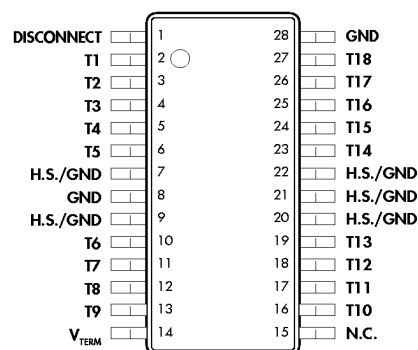 DISCONNECT 1 28 GND
T1 2 27 T18
T2 3 26 T17
T3 4 25 T16
T4 5 24 T15
T5 6 23 T14
H.S./GND 7 22 H.S./GND
GND 8 21 H.S./GND
H.S./GND 9 20 H.S./GND
T6 10 19 T13
T7 11 18 T12
T8 12 17 T11
T9 13 16 T10
VTERM 14 15 N.C.